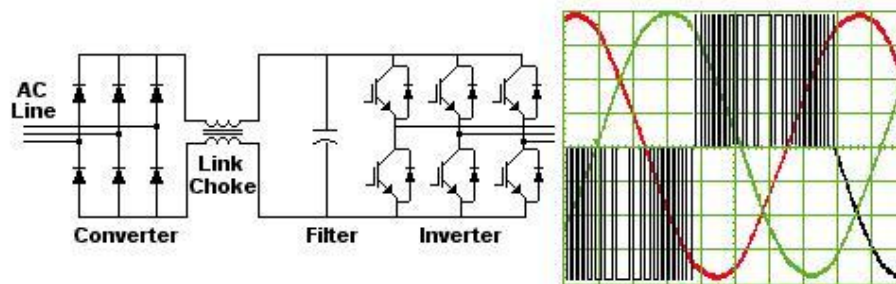 AC
Line
Link
Choke
Converter
Filter
Inverter